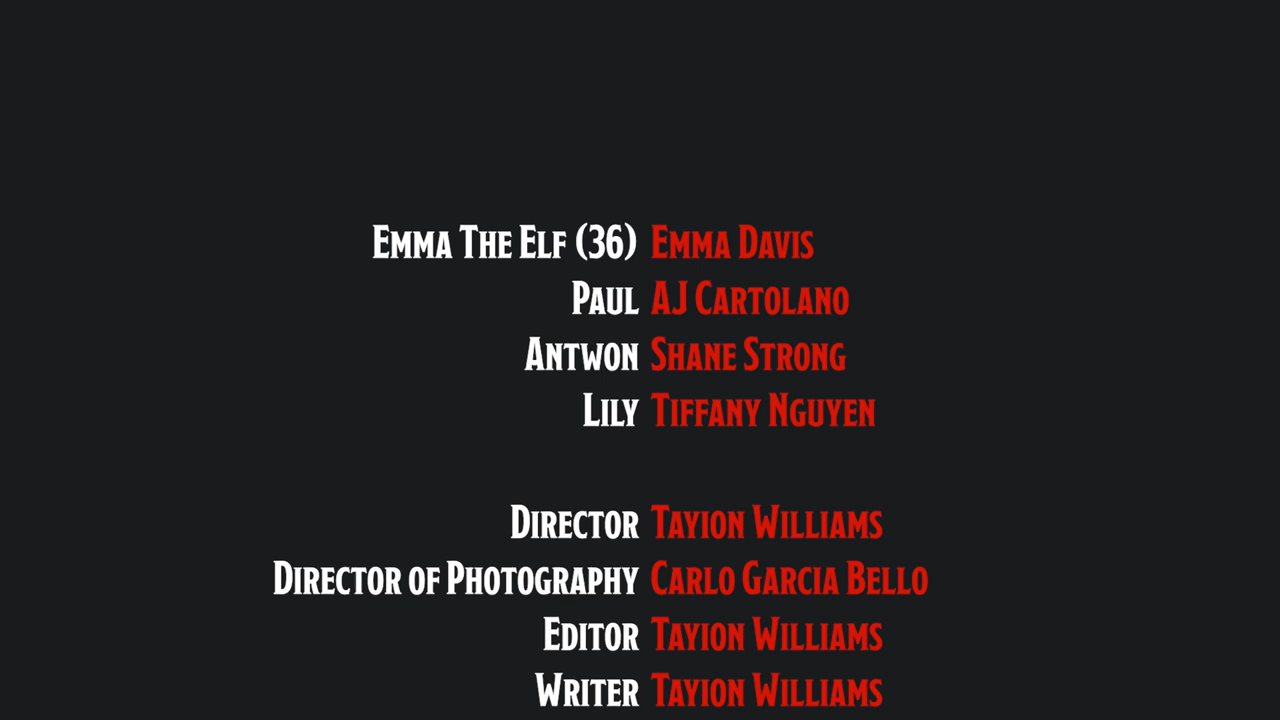 Emma The Elf (36) Emma Davis
Paul AJ Cartolano
Antwon Shane Strong
Lily Tiffany Nguyen
Director Tayion Williams
Director of Photography Carlo Garcia Bello
Editor Tayion Williams
Writer Tayion Williams